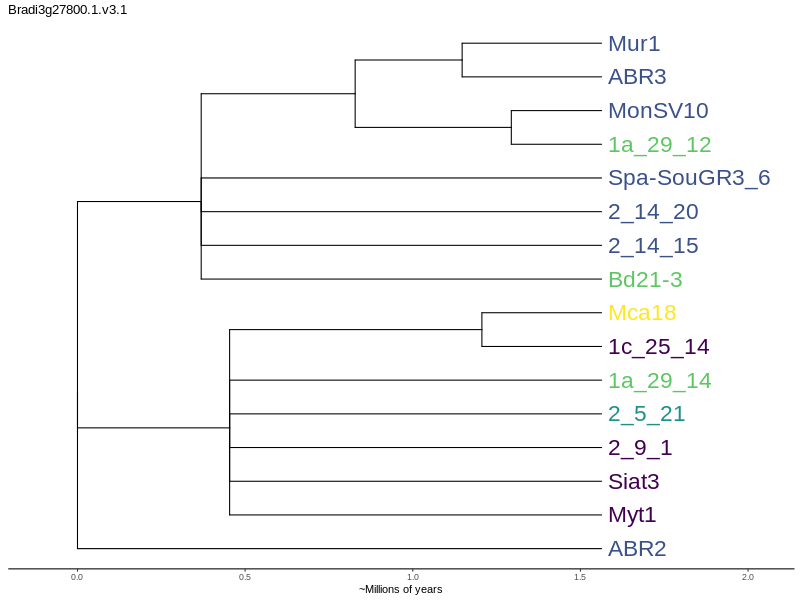 Bradi3g27800.1.v3.1
Mur1
ABR3
MonSV10
1a_29_12
Spa-SouGR3_6
2_14_20
2_14_15
Bd21-3
Mca18
1c_25_14
1a_29_14
2_5_21
2_9_1
Siat3
Myt1
ABR2
0.0 0.5 1.0 1.5 2.0
~Millions of years